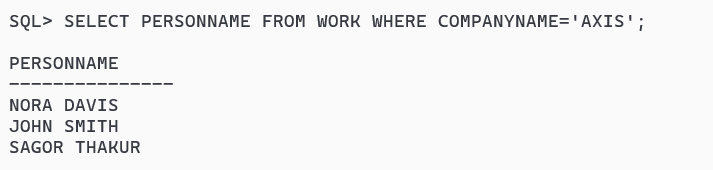 SQL> SELECT PERSONNAME FROM WORK WHERE COMPANYNAME='AXIS';
PERSONNAME
---------------
NORA DAVIS
JOHN SMITH
SAGOR THAKUR